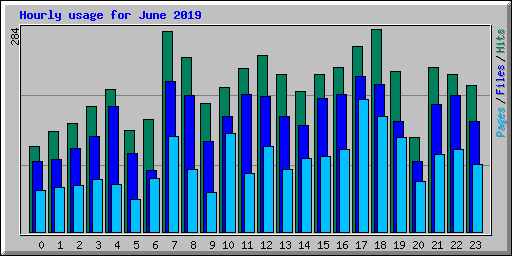 Hourly usage for June 2019
284
Pages/Files/Hits
0 1 2 3 4 5 6 7 8 9 10 11 12 13 14 15 16 17 18 19 20 21 22 23